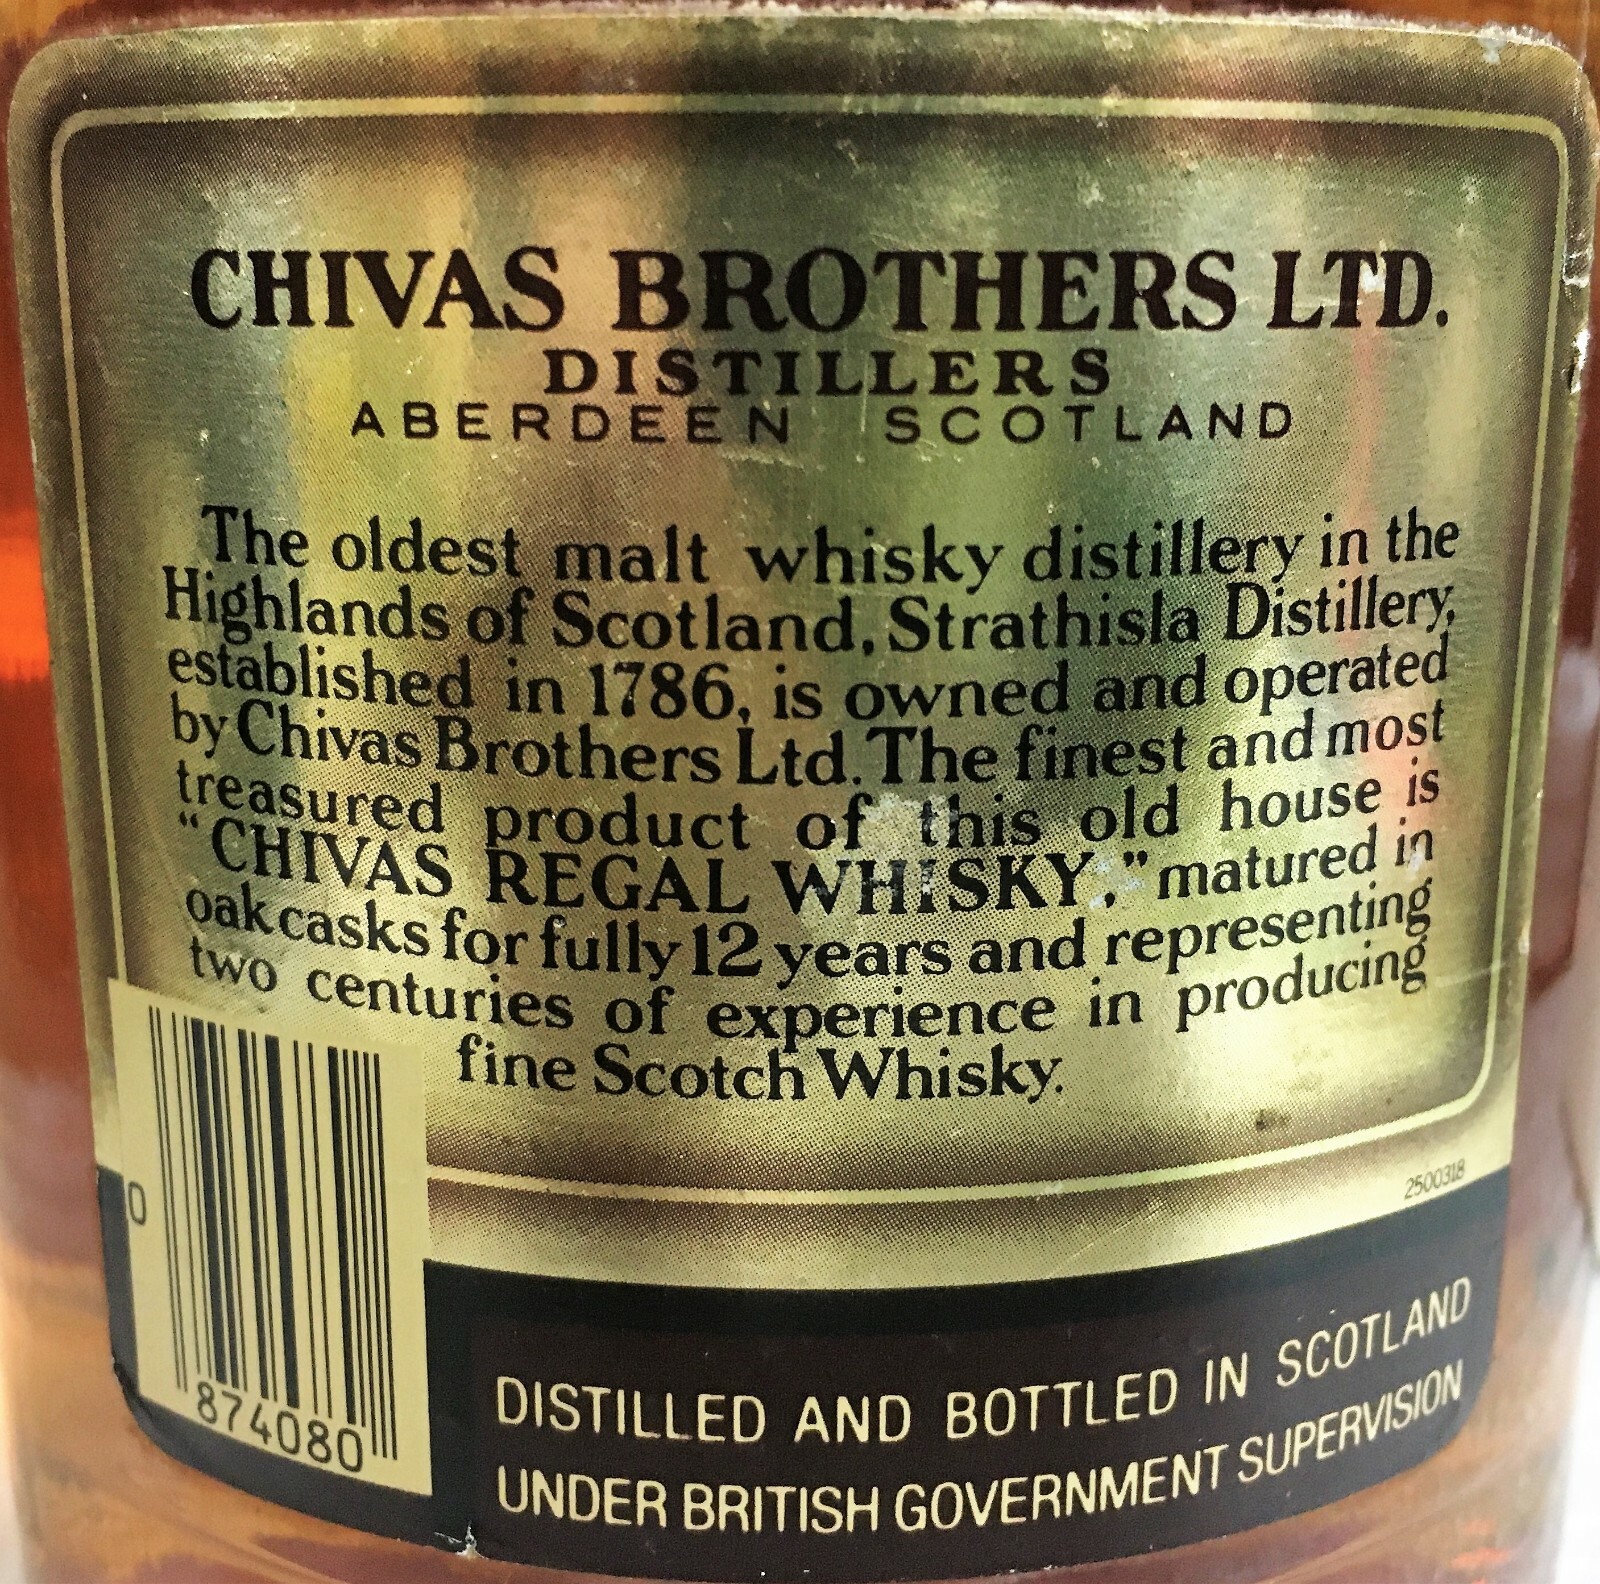 CHIVAS BROTHERS LTD.
DISTILLERS
ABERDEEN SCOTLAND
The oldest malt whisky distillery in the
Highlands of Scotland, Strathisla Distillery,
established in 1786, is owned and operated
by Chivas Brothers Ltd. The finest and most
treasured product of this old house is
"CHIVAS REGAL WHISKY," matured in
oak casks for fully 12 years and representing
two centuries of experience in producing
fine Scotch Whisky.
2500318
0
874080
DISTILLED AND BOTTLED IN SCOTLAND
UNDER BRITISH GOVERNMENT SUPERVISION